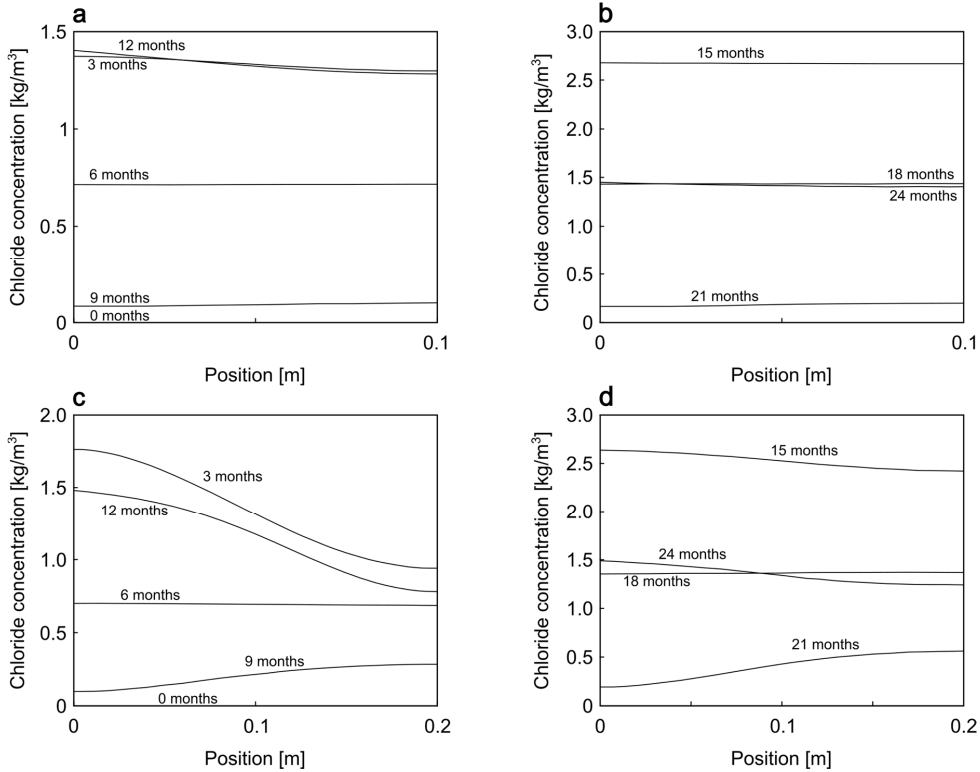 a
1.5
1
0.5
0
Chloride concentration [kg/m³]
12 months
3 months
6 months
9 months
0 months
0
0.1
Position [m]
b
3.0
2.5
2.0
1.5
1.0
0.5
0
Chloride concentration [kg/m³]
15 months
18 months
24 months
21 months
0
0.1
Position [m]
c
2.0
1.5
1.0
0.5
0
Chloride concentration [kg/m³]
3 months
12 months
6 months
9 months
0 months
0
0.1
0.2
Position [m]
d
3.0
2.5
2.0
1.5
1.0
0.5
0
Chloride concentration [kg/m³]
15 months
24 months
18 months
21 months
0
0.1
0.2
Position [m]